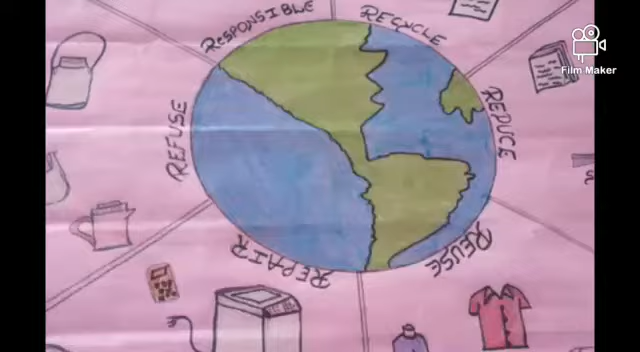 RESPONSIBLE
RECYCLE
REDUCE
REUSE
REPAIR
REFUSE
Film Maker